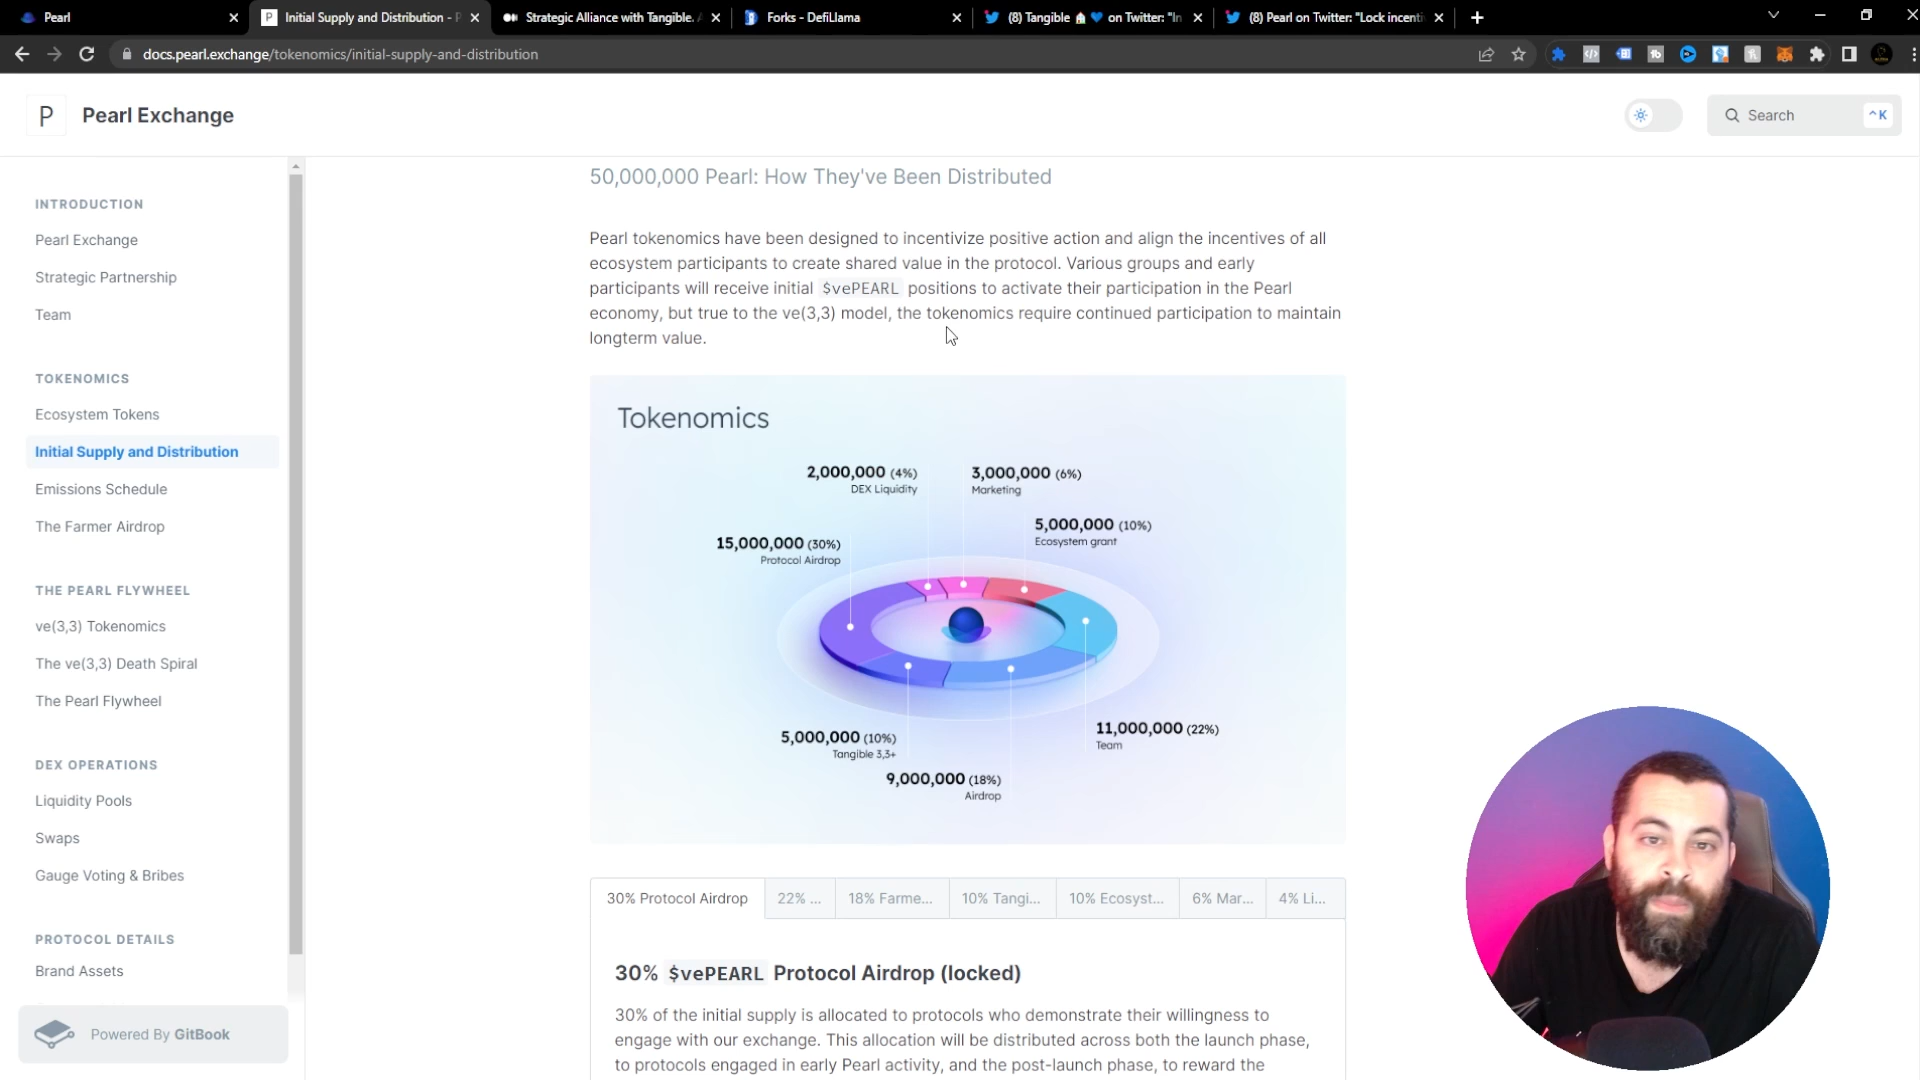 Pearl
Initial Supply and Distribution - P
Strategic Alliance with Tangible.
Forks - DefiLlama
(8) Tangible 🏠 💙 on Twitter: "In
(8) Pearl on Twitter: "Lock incenti
docs.pearl.exchange/tokenomics/initial-supply-and-distribution
P
Pearl Exchange
Search
^K
INTRODUCTION
Pearl Exchange
Strategic Partnership
Team
TOKENOMICS
Ecosystem Tokens
Initial Supply and Distribution
Emissions Schedule
The Farmer Airdrop
THE PEARL FLYWHEEL
ve(3,3) Tokenomics
The ve(3,3) Death Spiral
The Pearl Flywheel
DEX OPERATIONS
Liquidity Pools
Swaps
Gauge Voting & Bribes
PROTOCOL DETAILS
Brand Assets
Powered By GitBook
50,000,000 Pearl: How They've Been Distributed
Pearl tokenomics have been designed to incentivize positive action and align the incentives of all
ecosystem participants to create shared value in the protocol. Various groups and early
participants will receive initial $vePEARL positions to activate their participation in the Pearl
economy, but true to the ve(3,3) model, the tokenomics require continued participation to maintain
longterm value.
Tokenomics
2,000,000 (4%)
DEX Liquidity
3,000,000 (6%)
Marketing
5,000,000 (10%)
Ecosystem grant
15,000,000 (30%)
Protocol Airdrop
11,000,000 (22%)
Team
5,000,000 (10%)
Tangible 3,3+
9,000,000 (18%)
Airdrop
30% Protocol Airdrop
22% ...
18% Farme...
10% Tangi...
10% Ecosyst...
6% Mar...
4% Li...
30% $vePEARL Protocol Airdrop (locked)
30% of the initial supply is allocated to protocols who demonstrate their willingness to
engage with our exchange. This allocation will be distributed across both the launch phase,
to protocols engaged in early Pearl activity, and the post-launch phase, to reward the